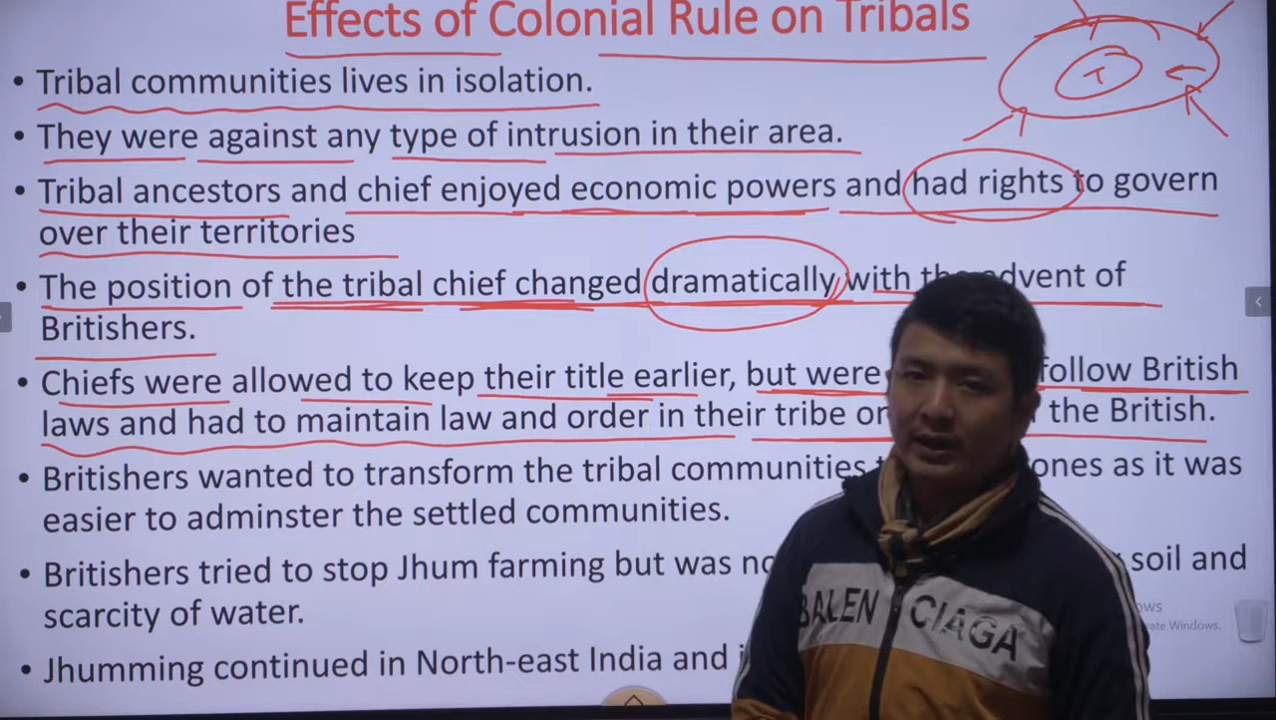 Effects of Colonial Rule on Tribals
T
• Tribal communities lives in isolation.
• They were against any type of intrusion in their area.
• Tribal ancestors and chief enjoyed economic powers and had rights to govern
over their territories
• The position of the tribal chief changed dramatically with the advent of
Britishers.
• Chiefs were allowed to keep their title earlier, but were follow British
laws and had to maintain law and order in their tribe the British.
• Britishers wanted to transform the tribal communities ones as it was
easier to adminster the settled communities.
• Britishers tried to stop Jhum farming but was soil and
scarcity of water.
• Jhumming continued in North-east India and
BALENCIAGA
Windows.